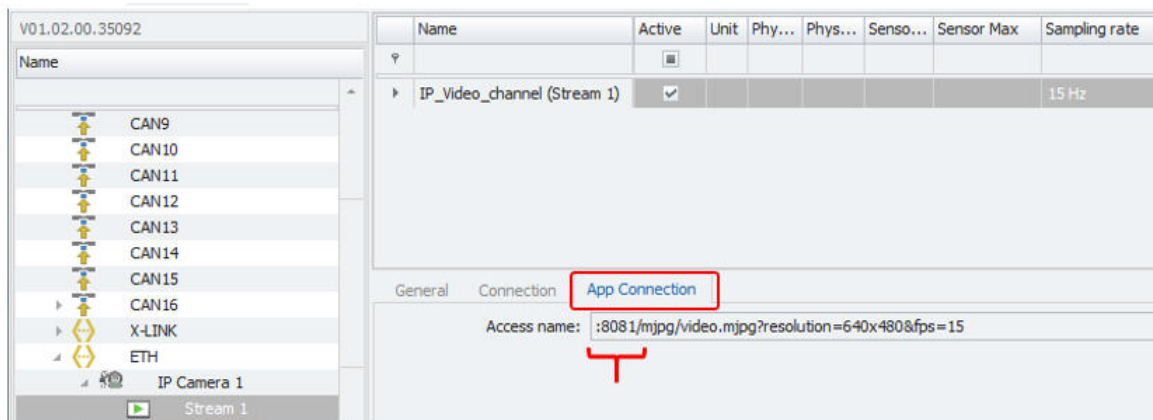 V01.02.00.35092
Name
CAN9
CAN10
CAN11
CAN12
CAN13
CAN14
CAN15
CAN16
X-LINK
ETH
IP Camera 1
Stream 1
Name Active Unit Phy... Phys... Senso... Sensor Max Sampling rate
IP_Video_channel (Stream 1) 15 Hz
General Connection App Connection
Access name: :8081/mjpg/video.mjpg?resolution=640x480&fps=15